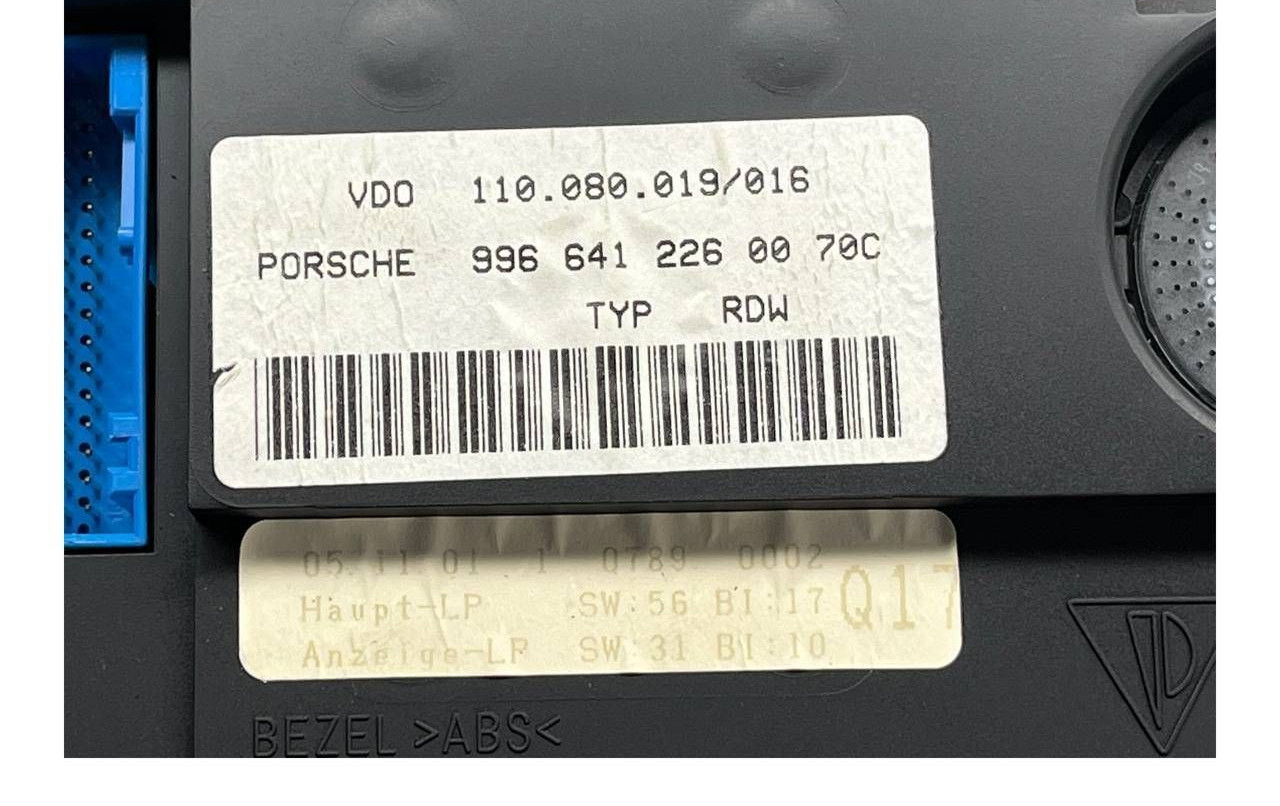 VDO 110.080.019/016
PORSCHE 996 641 226 00 70C
TYP RDW
05.11.01 1 0789 0002
Haupt-LP SW:56 BI:17 Q17
Anzeige-LP SW:31 BI:10
BEZEL >ABS<